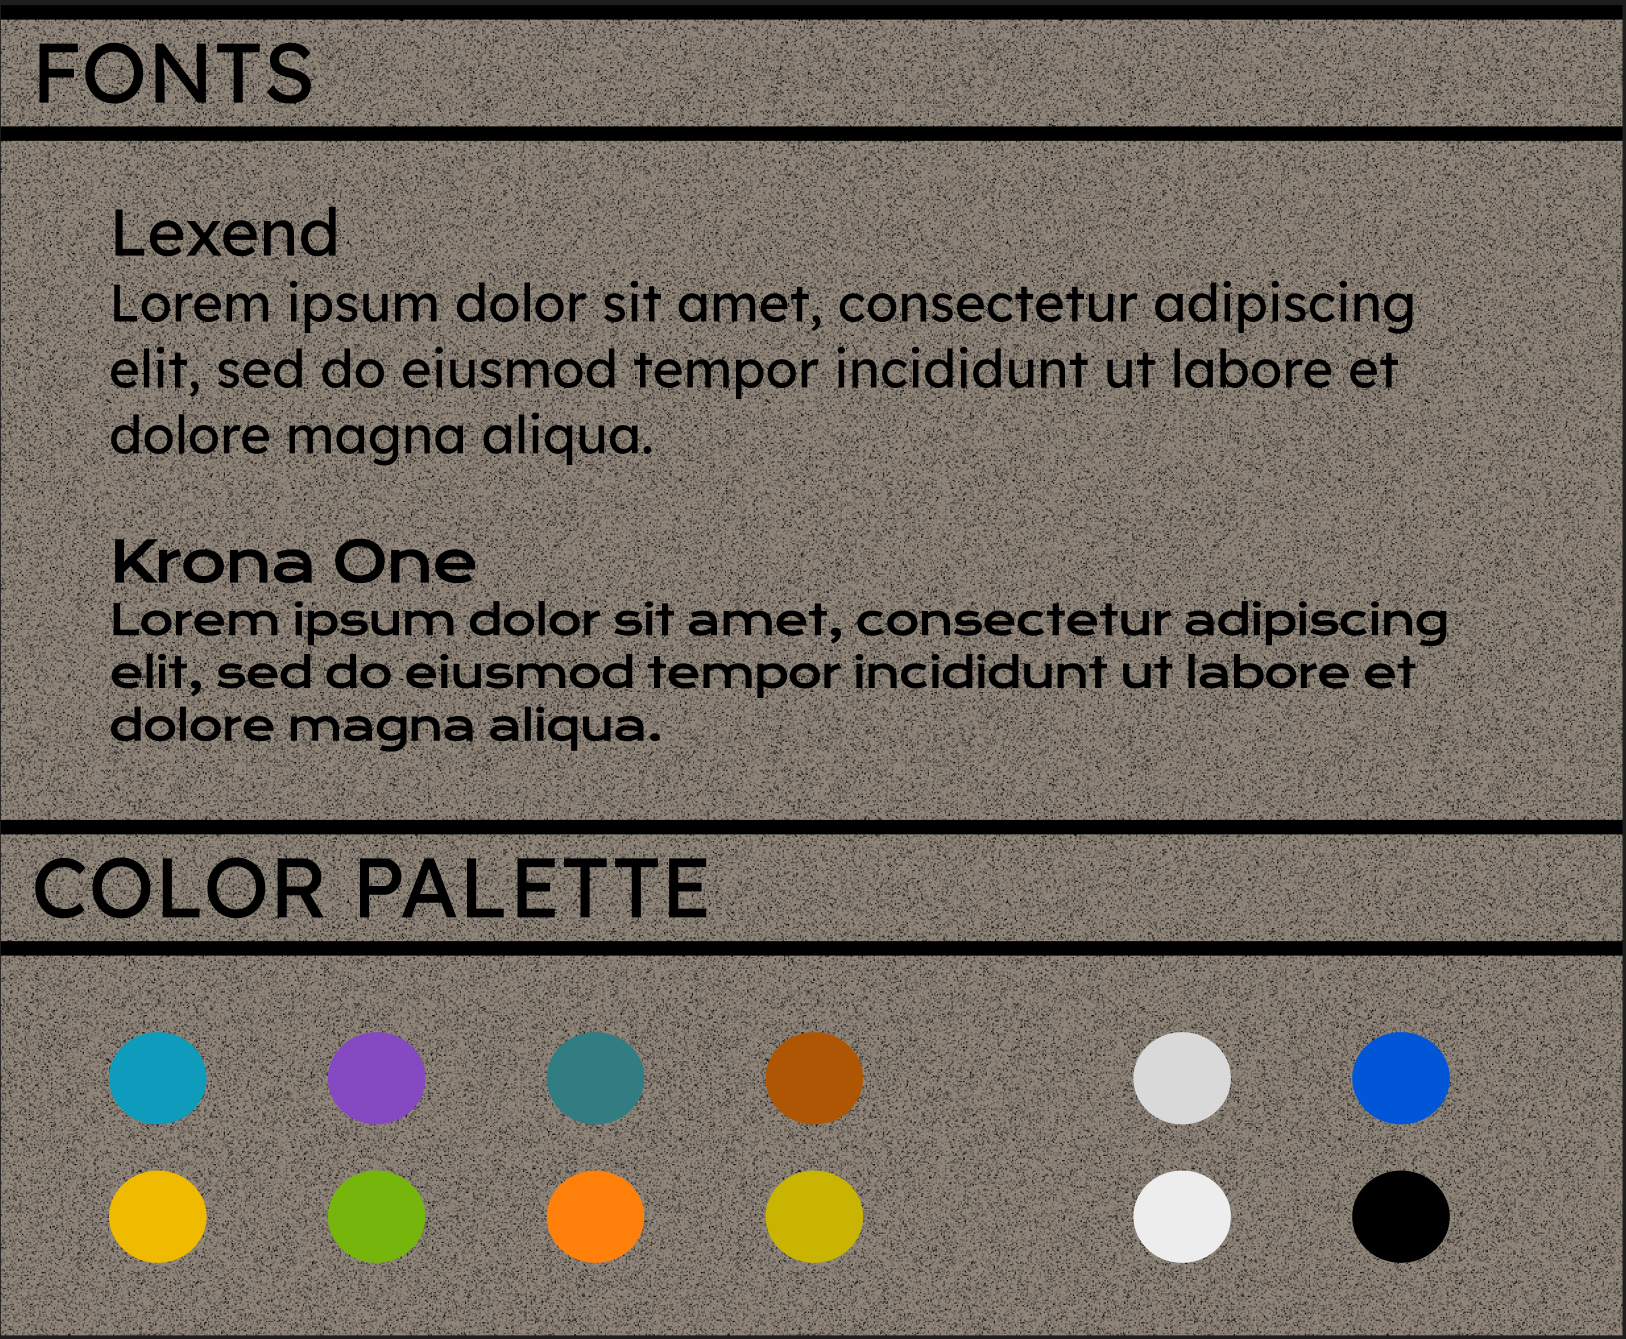 FONTS
Lexend
Lorem ipsum dolor sit amet, consectetur adipiscing
elit, sed do eiusmod tempor incididunt ut labore et
dolore magna aliqua.
Krona One
Lorem ipsum dolor sit amet, consectetur adipiscing
elit, sed do eiusmod tempor incididunt ut labore et
dolore magna aliqua.
COLOR PALETTE